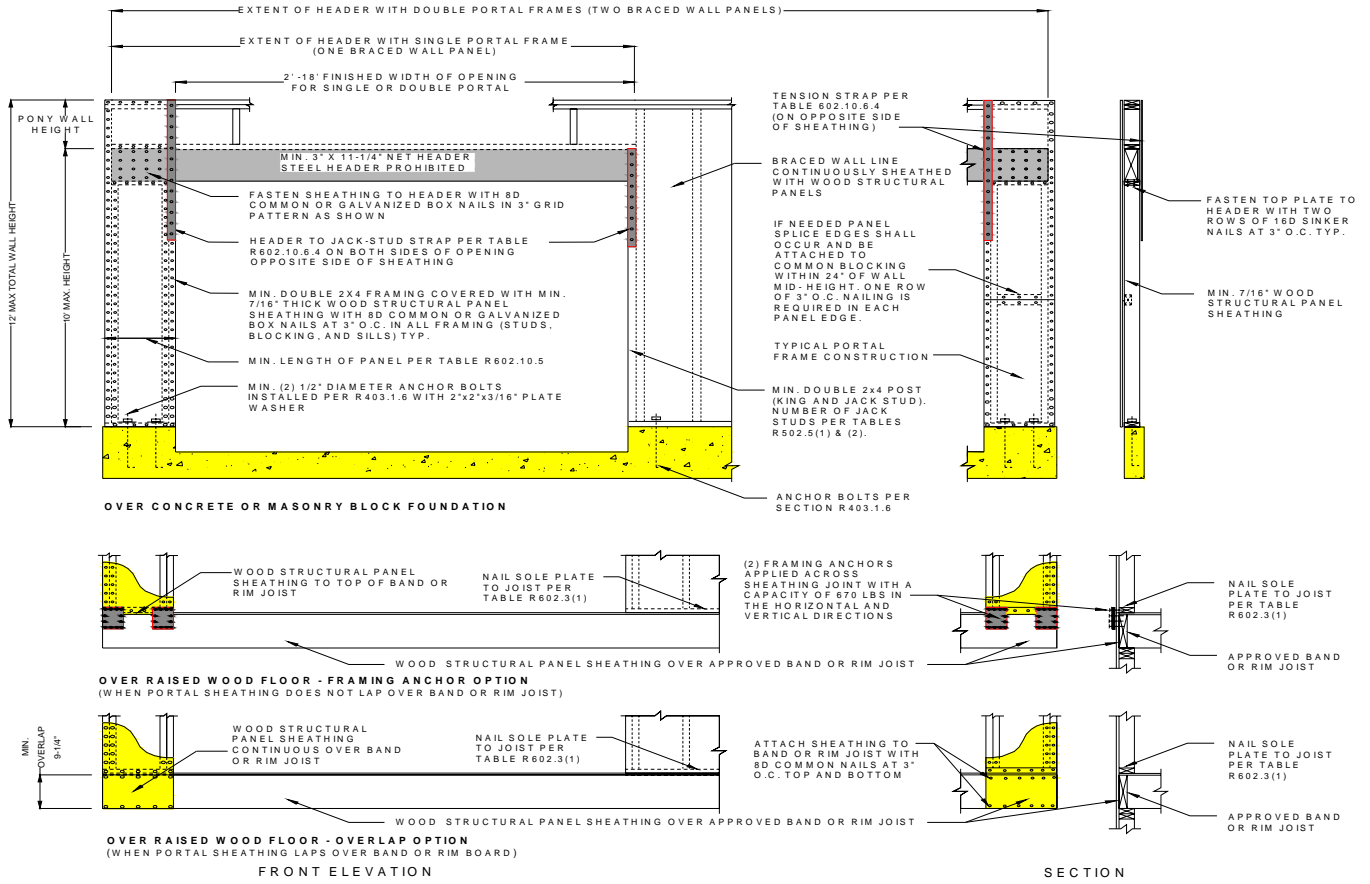 EXTENT OF HEADER WITH DOUBLE PORTAL FRAMES (TWO BRACED WALL PANELS)
EXTENT OF HEADER WITH SINGLE PORTAL FRAME
(ONE BRACED WALL PANEL)
2' -18' FINISHED WIDTH OF OPENING
FOR SINGLE OR DOUBLE PORTAL
PONY WALL
HEIGHT
12' MAX TOTAL WALL HEIGHT
10' MAX. HEIGHT
MIN. 3" X 11-1/4" NET HEADER
STEEL HEADER PROHIBITED
FASTEN SHEATHING TO HEADER WITH 8D
COMMON OR GALVANIZED BOX NAILS IN 3" GRID
PATTERN AS SHOWN
HEADER TO JACK-STUD STRAP PER TABLE
R602.10.6.4 ON BOTH SIDES OF OPENING
OPPOSITE SIDE OF SHEATHING
MIN. DOUBLE 2X4 FRAMING COVERED WITH MIN.
7/16" THICK WOOD STRUCTURAL PANEL
SHEATHING WITH 8D COMMON OR GALVANIZED
BOX NAILS AT 3" O.C. IN ALL FRAMING (STUDS,
BLOCKING, AND SILLS) TYP.
MIN. LENGTH OF PANEL PER TABLE R602.10.5
MIN. (2) 1/2" DIAMETER ANCHOR BOLTS
INSTALLED PER R403.1.6 WITH 2"x2"x3/16" PLATE
WASHER
TENSION STRAP PER
TABLE 602.10.6.4
(ON OPPOSITE SIDE
OF SHEATHING)
BRACED WALL LINE
CONTINUOUSLY SHEATHED
WITH WOOD STRUCTURAL
PANELS
IF NEEDED PANEL
SPLICE EDGES SHALL
OCCUR AND BE
ATTACHED TO
COMMON BLOCKING
WITHIN 24" OF WALL
MID-HEIGHT. ONE ROW
OF 3" O.C. NAILING IS
REQUIRED IN EACH
PANEL EDGE.
TYPICAL PORTAL
FRAME CONSTRUCTION
MIN. DOUBLE 2x4 POST
(KING AND JACK STUD).
NUMBER OF JACK
STUDS PER TABLES
R502.5(1) & (2).
ANCHOR BOLTS PER
SECTION R403.1.6
FASTEN TOP PLATE TO
HEADER WITH TWO
ROWS OF 16D SINKER
NAILS AT 3" O.C. TYP.
MIN. 7/16" WOOD
STRUCTURAL PANEL
SHEATHING
OVER CONCRETE OR MASONRY BLOCK FOUNDATION
WOOD STRUCTURAL PANEL
SHEATHING TO TOP OF BAND OR
RIM JOIST
NAIL SOLE PLATE
TO JOIST PER
TABLE R602.3(1)
(2) FRAMING ANCHORS
APPLIED ACROSS
SHEATHING JOINT WITH A
CAPACITY OF 670 LBS IN
THE HORIZONTAL AND
VERTICAL DIRECTIONS
NAIL SOLE
PLATE TO JOIST
PER TABLE
R602.3(1)
WOOD STRUCTURAL PANEL SHEATHING OVER APPROVED BAND OR RIM JOIST
APPROVED BAND
OR RIM JOIST
OVER RAISED WOOD FLOOR - FRAMING ANCHOR OPTION
(WHEN PORTAL SHEATHING DOES NOT LAP OVER BAND OR RIM JOIST)
MIN.
OVERLAP
9-1/4"
WOOD STRUCTURAL
PANEL SHEATHING
CONTINUOUS OVER BAND
OR RIM JOIST
NAIL SOLE PLATE
TO JOIST PER
TABLE R602.3(1)
ATTACH SHEATHING TO
BAND OR RIM JOIST WITH
8D COMMON NAILS AT 3"
O.C. TOP AND BOTTOM
NAIL SOLE
PLATE TO JOIST
PER TABLE
R602.3(1)
WOOD STRUCTURAL PANEL SHEATHING OVER APPROVED BAND OR RIM JOIST
APPROVED BAND
OR RIM JOIST
OVER RAISED WOOD FLOOR - OVERLAP OPTION
(WHEN PORTAL SHEATHING LAPS OVER BAND OR RIM BOARD)
FRONT ELEVATION
SECTION